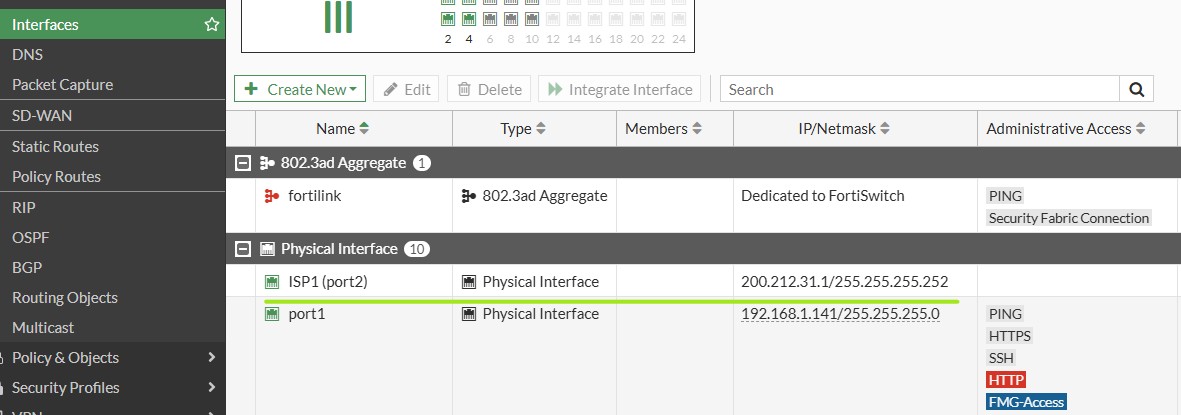 Interfaces
DNS
Packet Capture
SD-WAN
Static Routes
Policy Routes
RIP
OSPF
BGP
Routing Objects
Multicast
Policy & Objects
Security Profiles
VPN
2 4 6 8 10 12 14 16 18 20 22 24
Create New Edit Delete Integrate Interface Search
Name Type Members IP/Netmask Administrative Access
802.3ad Aggregate 1
fortilink 802.3ad Aggregate Dedicated to FortiSwitch PING
Security Fabric Connection
Physical Interface 10
ISP1 (port2) Physical Interface 200.212.31.1/255.255.255.252
port1 Physical Interface 192.168.1.141/255.255.255.0 PING
HTTPS
SSH
HTTP
FMG-Access